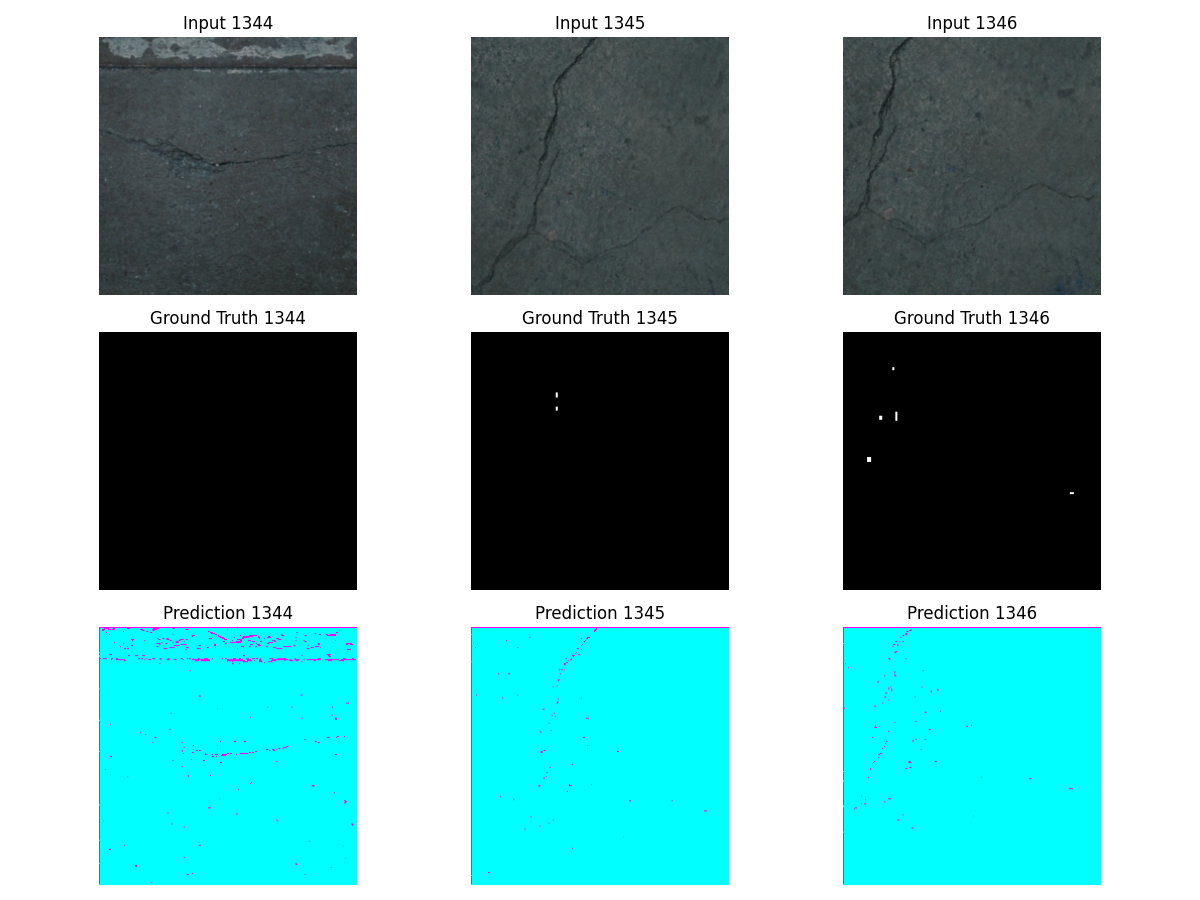 Input 1344
Input 1345
Input 1346
Ground Truth 1344
Ground Truth 1345
Ground Truth 1346
Prediction 1344
Prediction 1345
Prediction 1346